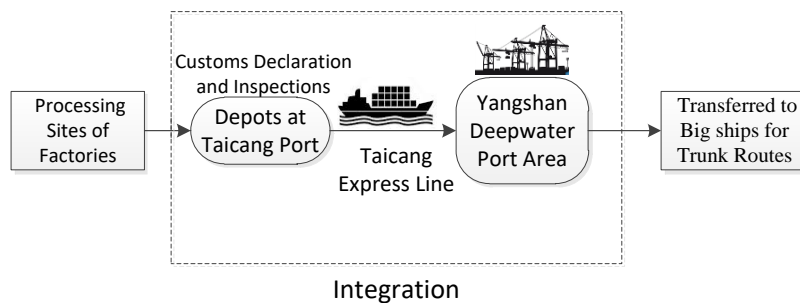 Processing
Sites of
Factories
Customs Declaration
and Inspections
Depots at
Taicang Port
Taicang
Express Line
Yangshan
Deepwater
Port Area
Transferred to
Big ships for
Trunk Routes
Integration